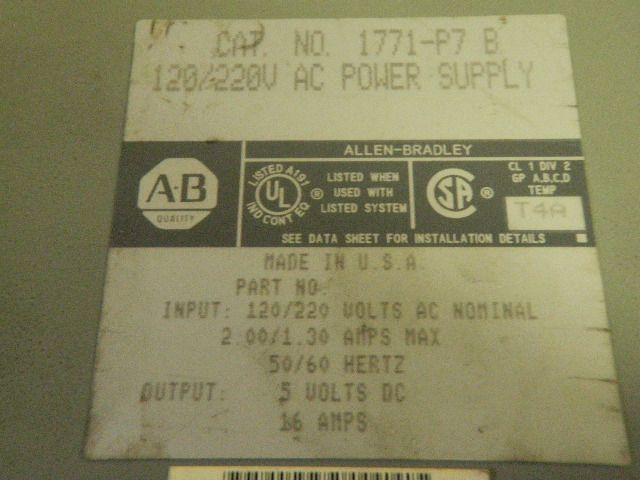 CAT. NO. 1771-P7 B
120/220V AC POWER SUPPLY
ALLEN-BRADLEY
A-B
QUALITY
LISTED A191
UL
IND CONT EQ
®
LISTED WHEN
USED WITH
LISTED SYSTEM
CSA
®
CL 1 DIV 2
GP A,B,C,D
TEMP
T4A
SEE DATA SHEET FOR INSTALLATION DETAILS
MADE IN U.S.A.
PART NO.
INPUT: 120/220 VOLTS AC NOMINAL
2.00/1.30 AMPS MAX
50/60 HERTZ
OUTPUT: 5 VOLTS DC
16 AMPS